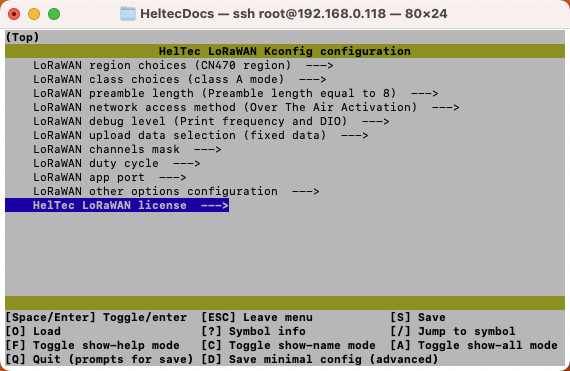 HeltecDocs — ssh root@192.168.0.118 — 80×24
(Top)
HelTec LoRaWAN Kconfig configuration
LoRaWAN region choices (CN470 region)  --->
LoRaWAN class choices (class A mode)  --->
LoRaWAN preamble length (Preamble length equal to 8)  --->
LoRaWAN network access method (Over The Air Activation)  --->
LoRaWAN debug level (Print frequency and DIO)  --->
LoRaWAN upload data selection (fixed data)  --->
LoRaWAN channels mask  --->
LoRaWAN duty cycle  --->
LoRaWAN app port  --->
LoRaWAN other options configuration  --->
HelTec LoRaWAN license  --->
[Space/Enter] Toggle/enter  [ESC] Leave menu  [S] Save
[O] Load  [?] Symbol info  [/] Jump to symbol
[F] Toggle show-help mode  [C] Toggle show-name mode  [A] Toggle show-all mode
[Q] Quit (prompts for save)  [D] Save minimal config (advanced)